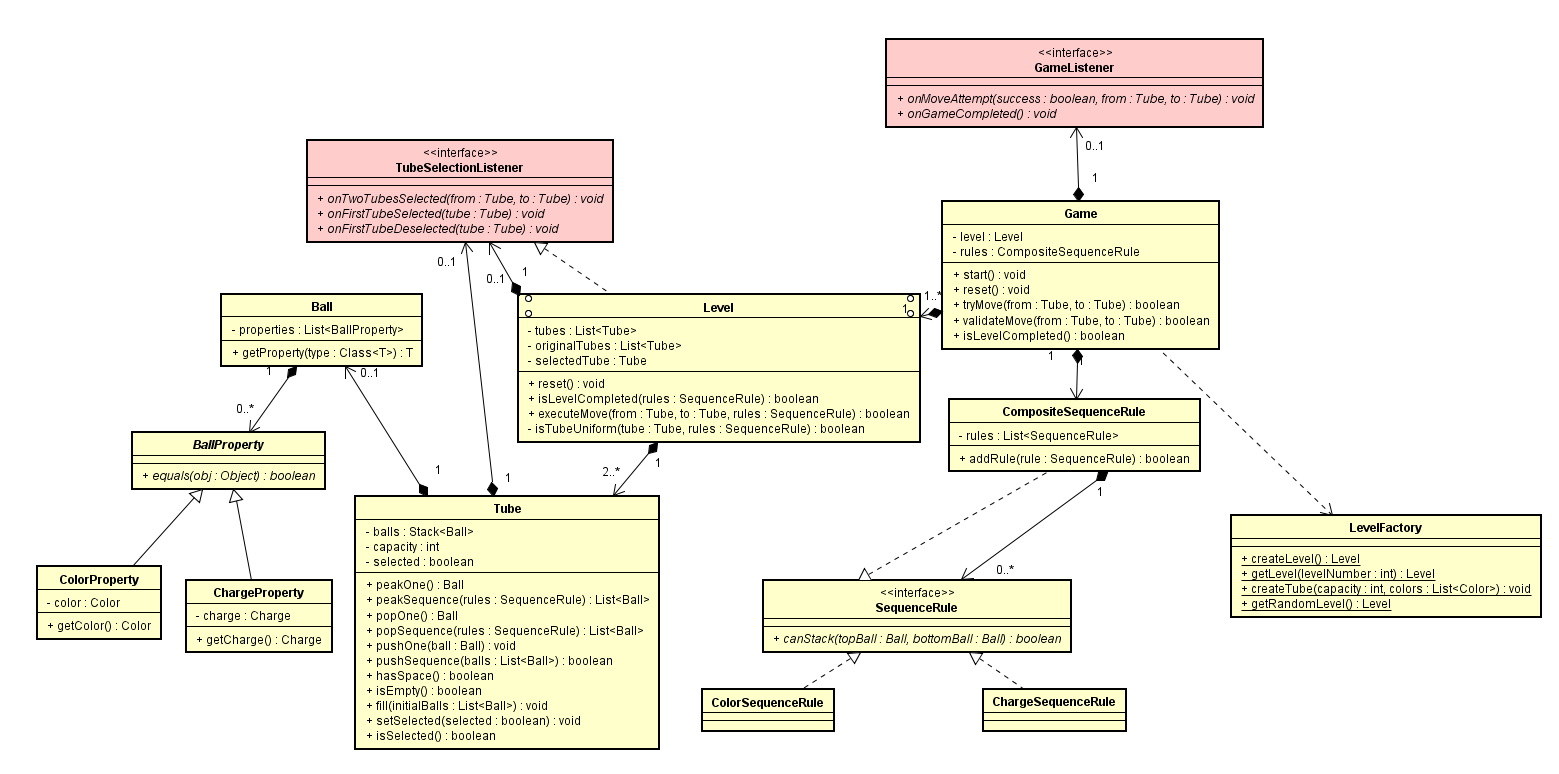 <<interface>>
GameListener
+ onMoveAttempt(success : boolean, from : Tube, to : Tube) : void
+ onGameCompleted() : void
0..1
1
<<interface>>
TubeSelectionListener
+ onTwoTubesSelected(from : Tube, to : Tube) : void
+ onFirstTubeSelected(tube : Tube) : void
+ onFirstTubeDeselected(tube : Tube) : void
0..1
0..1
1
Game
- level : Level
- rules : CompositeSequenceRule
+ start() : void
+ reset() : void
+ tryMove(from : Tube, to : Tube) : boolean
+ validateMove(from : Tube, to : Tube) : boolean
+ isLevelCompleted() : boolean
1..*
1
1
1
Ball
- properties : List<BallProperty>
+ getProperty(type : Class<T>) : T
1
0..1
0..*
Level
- tubes : List<Tube>
- originalTubes : List<Tube>
- selectedTube : Tube
+ reset() : void
+ isLevelCompleted(rules : SequenceRule) : boolean
+ executeMove(from : Tube, to : Tube, rules : SequenceRule) : boolean
- isTubeUniform(tube : Tube, rules : SequenceRule) : boolean
1
2..*
BallProperty
+ equals(obj : Object) : boolean
1
1
CompositeSequenceRule
- rules : List<SequenceRule>
+ addRule(rule : SequenceRule) : boolean
1
0..*
Tube
- balls : Stack<Ball>
- capacity : int
- selected : boolean
+ peakOne() : Ball
+ peakSequence(rules : SequenceRule) : List<Ball>
+ popOne() : Ball
+ popSequence(rules : SequenceRule) : List<Ball>
+ pushOne(ball : Ball) : void
+ pushSequence(balls : List<Ball>) : boolean
+ hasSpace() : boolean
+ isEmpty() : boolean
+ fill(initialBalls : List<Ball>) : void
+ setSelected(selected : boolean) : void
+ isSelected() : boolean
LevelFactory
+ createLevel() : Level
+ getLevel(levelNumber : int) : Level
+ createTube(capacity : int, colors : List<Color>) : void
+ getRandomLevel() : Level
ColorProperty
- color : Color
+ getColor() : Color
ChargeProperty
- charge : Charge
+ getCharge() : Charge
<<interface>>
SequenceRule
+ canStack(topBall : Ball, bottomBall : Ball) : boolean
ColorSequenceRule
ChargeSequenceRule